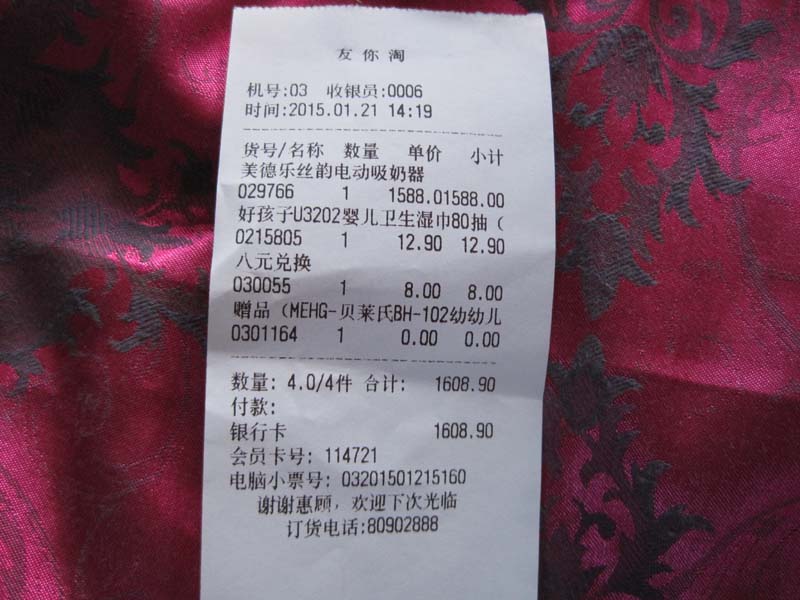 友你淘
机号:03 收银员:0006
时间:2015.01.21 14:19
货号/名称 数量 单价 小计
美德乐丝韵电动吸奶器
029766 1 1588.01588.00
好孩子U3202婴儿卫生湿巾80抽(
0215805 1 12.90 12.90
八元兑换
030055 1 8.00 8.00
赠品(MEHG-贝莱氏BH-102幼幼儿
0301164 1 0.00 0.00
数量: 4.0/4件 合计: 1608.90
付款:
银行卡 1608.90
会员卡号: 114721
电脑小票号: 03201501215160
谢谢惠顾，欢迎下次光临
订货电话:80902888